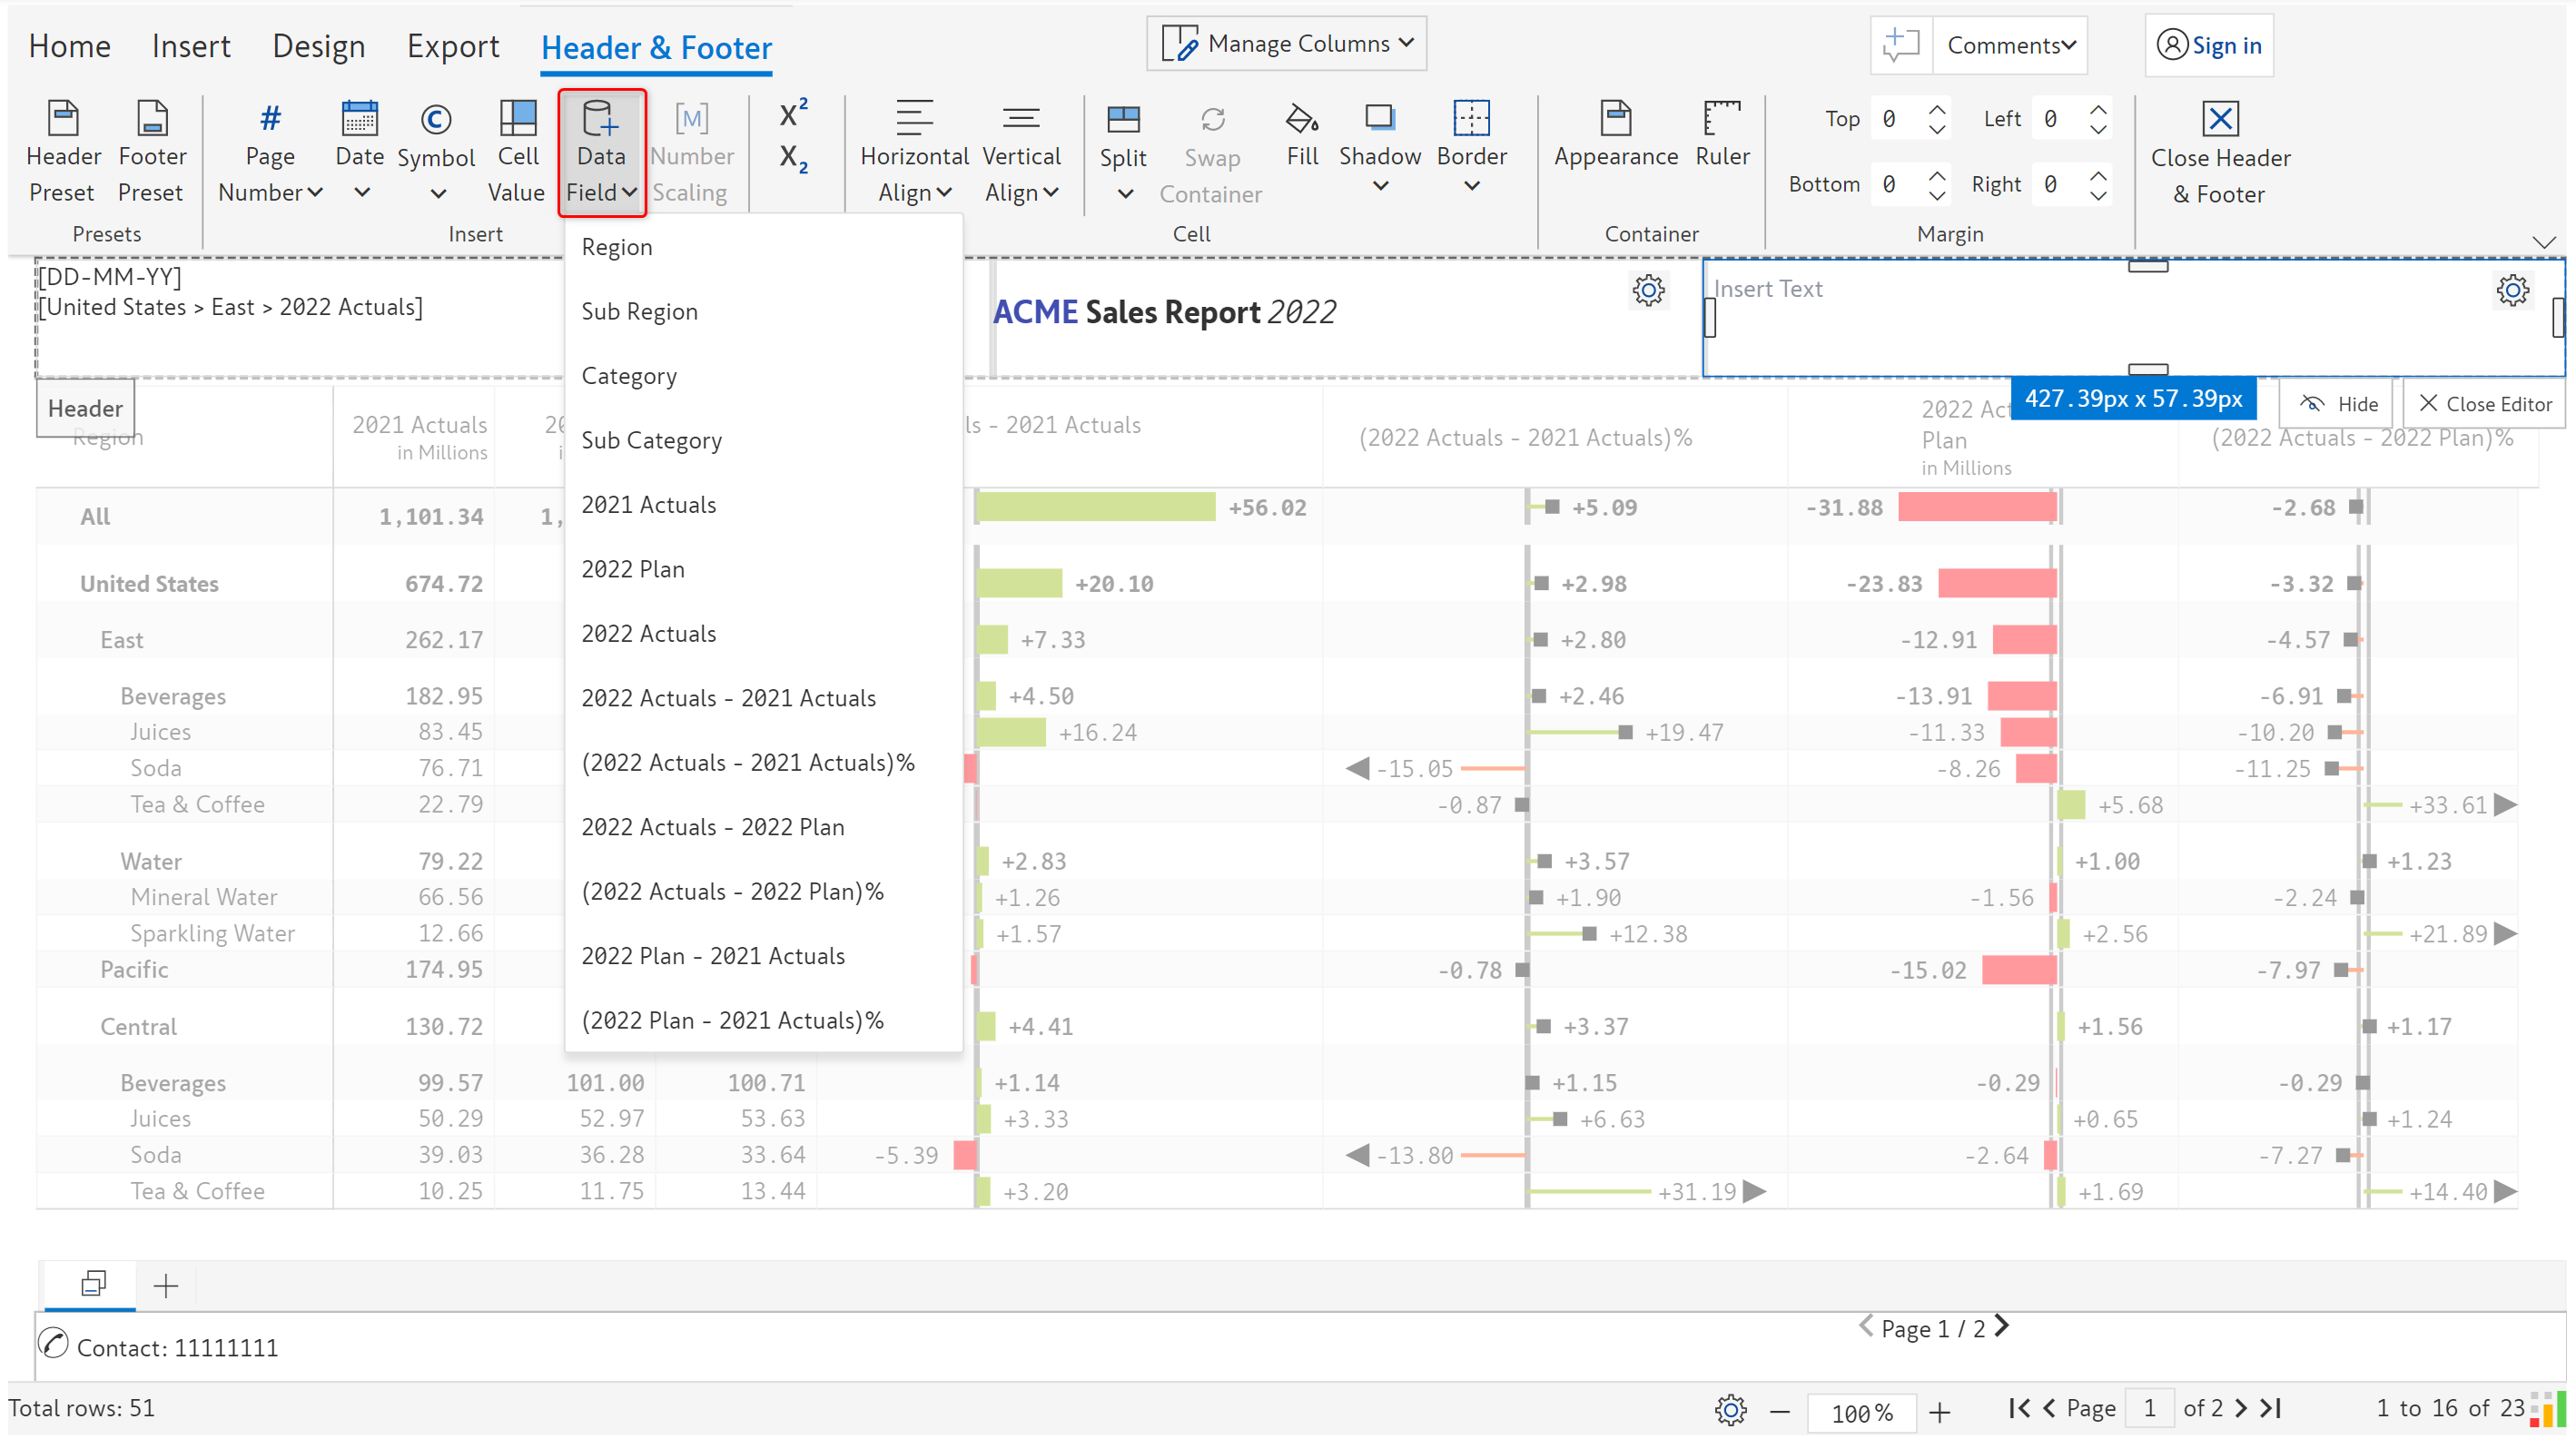 Home Insert Design Export Header & Footer Manage Columns Comments Sign in
Header Preset Footer Preset Page Number Date Symbol Cell Value Data Field [M] Number Scaling X2 X2 Horizontal Align Vertical Align Split Swap Container Fill Shadow Border Appearance Ruler Top 0 Left 0 Bottom 0 Right 0 Close Header & Footer
Presets Insert Cell Container Margin
[DD-MM-YY]
[United States > East > 2022 Actuals]
ACME Sales Report 2022
Insert Text
427.39px x 57.39px Hide Close Editor
Header
Region
Sub Region
Category
Sub Category
2021 Actuals
2022 Plan
2022 Actuals
2022 Actuals - 2021 Actuals
(2022 Actuals - 2021 Actuals)%
2022 Actuals - 2022 Plan
(2022 Actuals - 2022 Plan)%
2022 Plan - 2021 Actuals
(2022 Plan - 2021 Actuals)%
Region 2021 Actuals in Millions ls - 2021 Actuals (2022 Actuals - 2021 Actuals)% 2022 Act Plan in Millions (2022 Actuals - 2022 Plan)%
All 1,101.34 1, +56.02 +5.09 -31.88 -2.68
United States 674.72 +20.10 +2.98 -23.83 -3.32
East 262.17 +7.33 +2.80 -12.91 -4.57
Beverages 182.95 +4.50 +2.46 -13.91 -6.91
Juices 83.45 +16.24 +19.47 -11.33 -10.20
Soda 76.71 -15.05 -8.26 -11.25
Tea & Coffee 22.79 -0.87 +5.68 +33.61
Water 79.22 +2.83 +3.57 +1.00 +1.23
Mineral Water 66.56 +1.26 +1.90 -1.56 -2.24
Sparkling Water 12.66 +1.57 +12.38 +2.56 +21.89
Pacific 174.95 -0.78 -15.02 -7.97
Central 130.72 +4.41 +3.37 +1.56 +1.17
Beverages 99.57 101.00 100.71 +1.14 +1.15 -0.29 -0.29
Juices 50.29 52.97 53.63 +3.33 +6.63 +0.65 +1.24
Soda 39.03 36.28 33.64 -5.39 -13.80 -2.64 -7.27
Tea & Coffee 10.25 11.75 13.44 +3.20 +31.19 +1.69 +14.40
Contact: 11111111 Page 1 / 2
Total rows: 51 100% Page 1 of 2 1 to 16 of 23